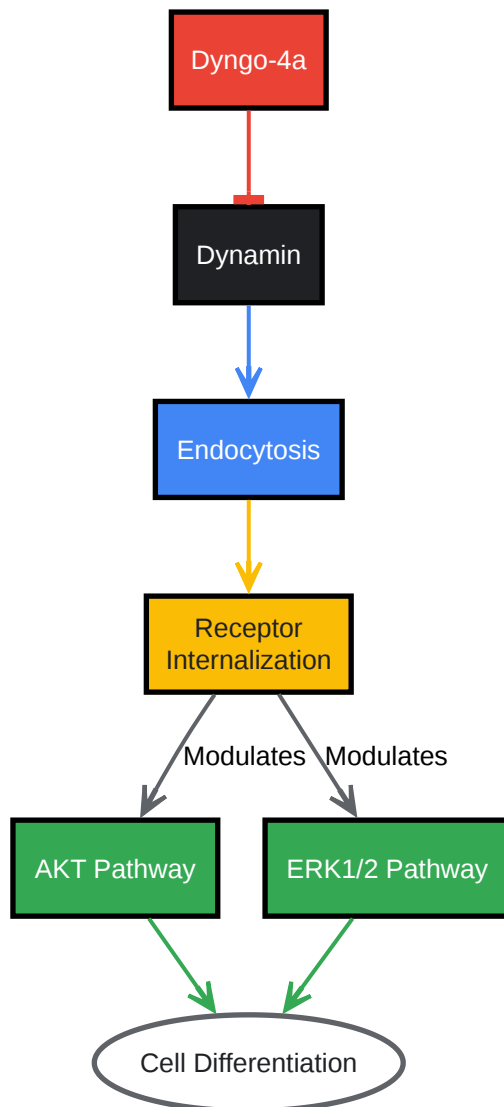 Dyngo-4a
Dynamin
Endocytosis
Receptor
Internalization
Modulates Modulates
AKT Pathway
ERK1/2 Pathway
Cell Differentiation